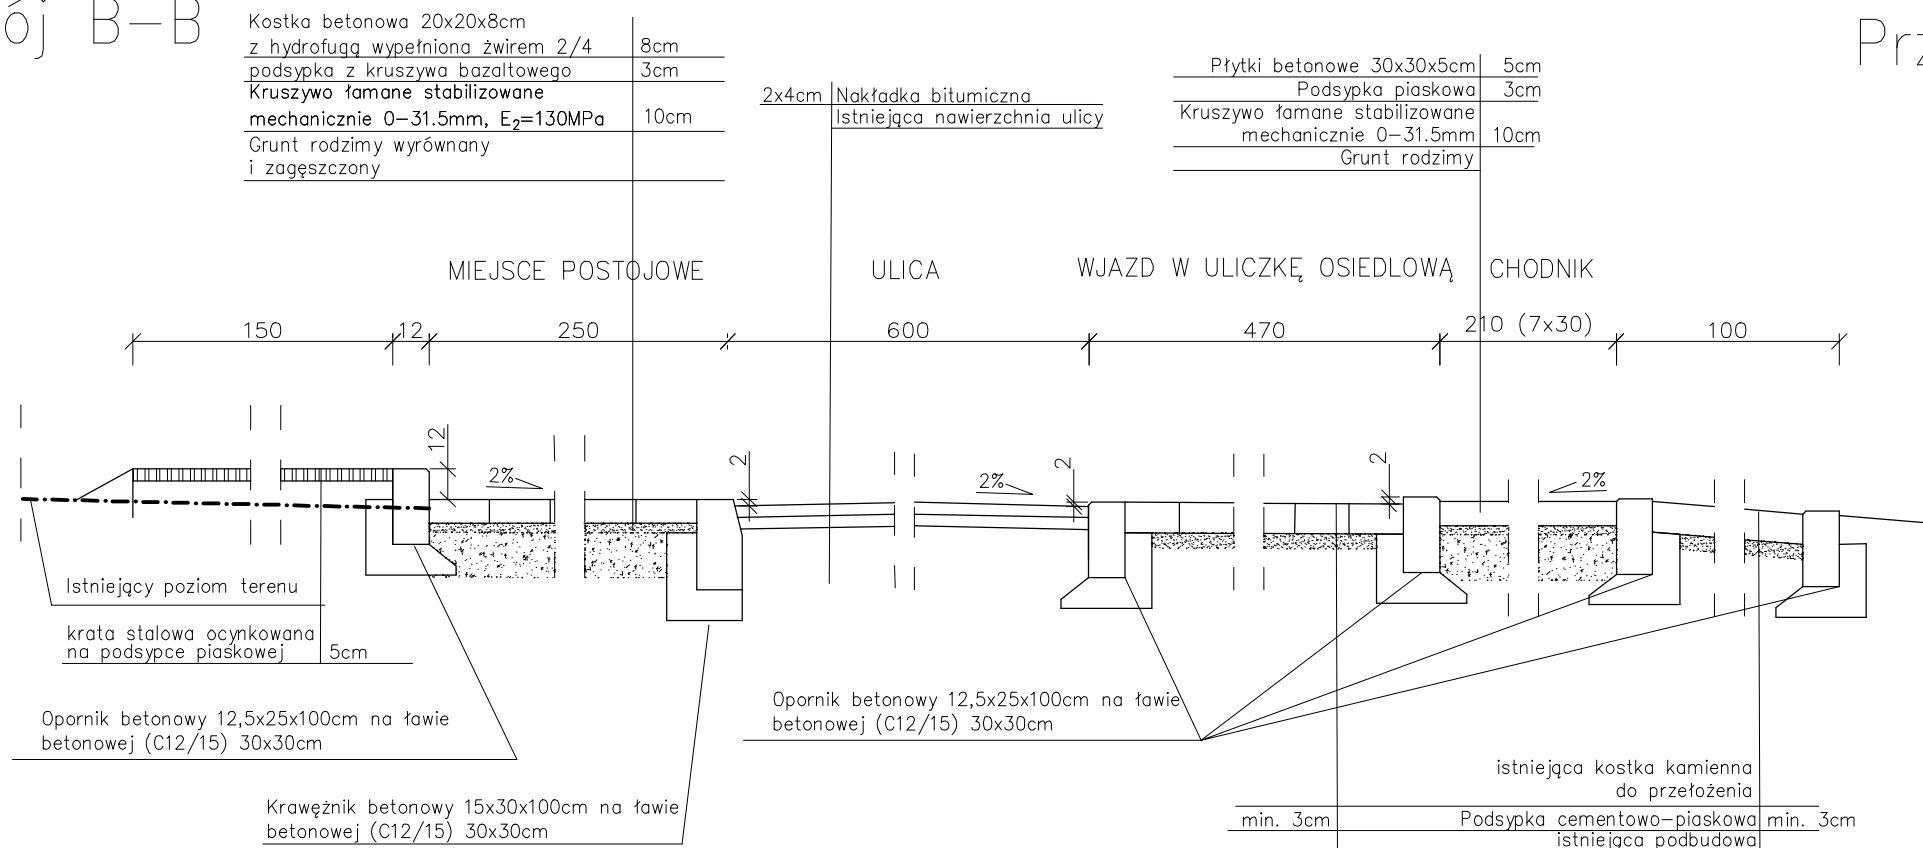 ój B–B
Kostka betonowa 20x20x8cm
z hydrofugą wypełniona żwirem 2/4 8cm
podsypka z kruszywa bazaltowego 3cm
Kruszywo łamane stabilizowane
mechanicznie 0–31.5mm, E₂=130MPa 10cm
Grunt rodzimy wyrównany
i zagęszczony
2x4cm Nakładka bitumiczna
Istniejąca nawierzchnia ulicy
Płytki betonowe 30x30x5cm 5cm
Podsypka piaskowa 3cm
Kruszywo łamane stabilizowane
mechanicznie 0–31.5mm 10cm
Grunt rodzimy
Prz
MIEJSCE POSTOJOWE ULICA WJAZD W ULICZKĘ OSIEDLOWĄ CHODNIK
150 12 250 600 470 210 (7x30) 100
12 2% 2 2% 2 2 2%
Istniejący poziom terenu
krata stalowa ocynkowana
na podsypce piaskowej 5cm
Opornik betonowy 12,5x25x100cm na ławie
betonowej (C12/15) 30x30cm
Krawężnik betonowy 15x30x100cm na ławie
betonowej (C12/15) 30x30cm
Opornik betonowy 12,5x25x100cm na ławie
betonowej (C12/15) 30x30cm
istniejąca kostka kamienna
do przełożenia
min. 3cm Podsypka cementowo–piaskowa min. 3cm
istniejąca podbudowa